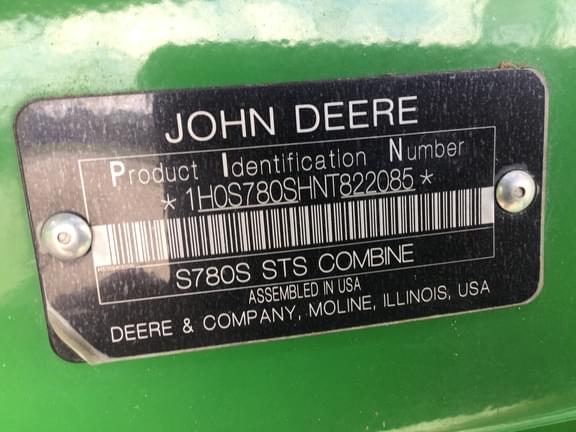 JOHN DEERE
Product Identification Number
*1H0S780SHNT822085*
S780S STS COMBINE
ASSEMBLED IN USA
DEERE & COMPANY, MOLINE, ILLINOIS, USA